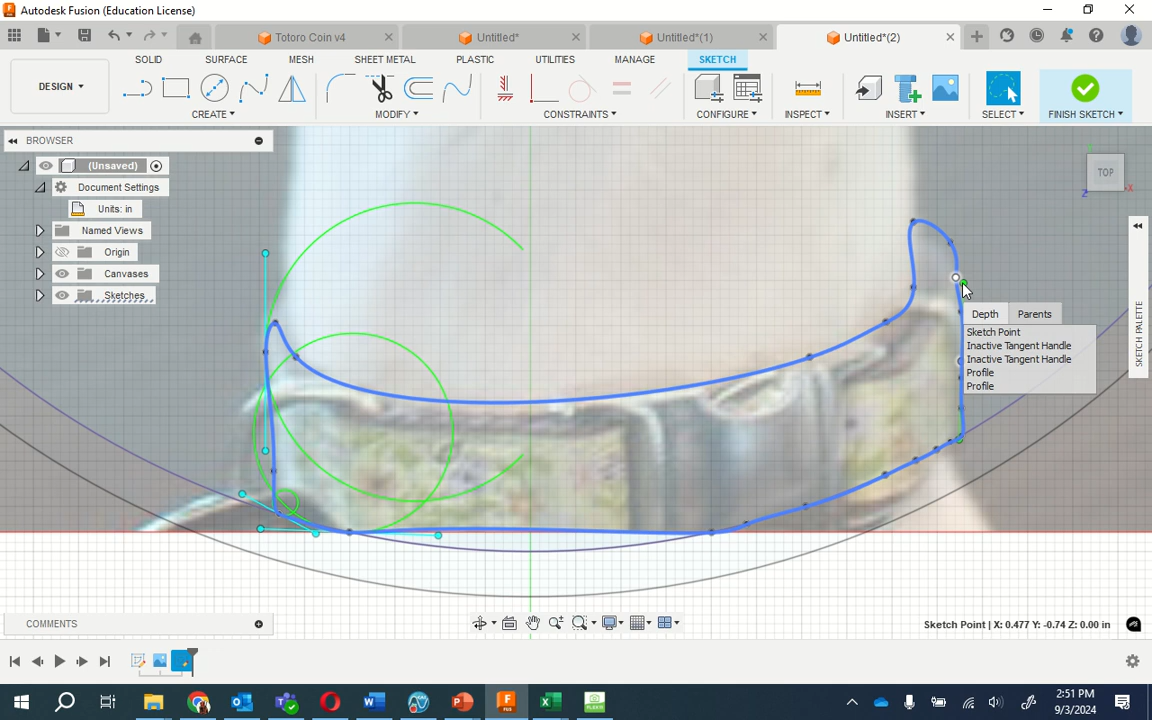 Autodesk Fusion (Education License)
Totoro Coin v4
Untitled*
Untitled*(1)
Untitled*(2)
DESIGN
SOLID
SURFACE
MESH
SHEET METAL
PLASTIC
UTILITIES
MANAGE
SKETCH
CREATE
MODIFY
CONSTRAINTS
CONFIGURE
INSPECT
INSERT
SELECT
FINISH SKETCH
BROWSER
(Unsaved)
Document Settings
Units: in
Named Views
Origin
Canvases
Sketches
TOP
X
Z
SKETCH PALETTE
Depth
Parents
Sketch Point
Inactive Tangent Handle
Inactive Tangent Handle
Profile
Profile
COMMENTS
Sketch Point | X: 0.477 Y: -0.74 Z: 0.00 in
2:51 PM
9/3/2024